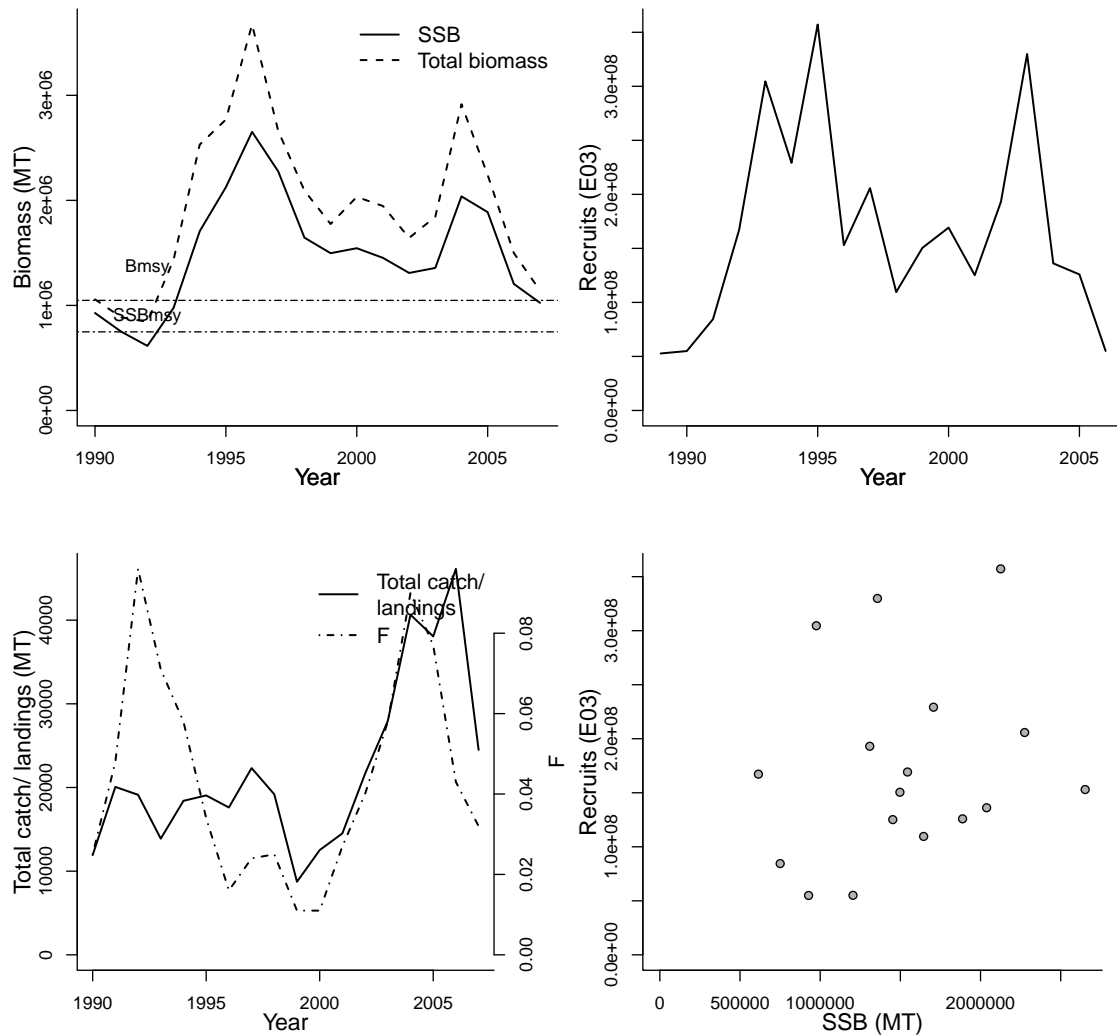 SSB
Total biomass
Biomass (MT)
0e+00
1e+06
2e+06
3e+06
Bmsy
SSBmsy
1990
1995
2000
2005
Year
Recruits (E03)
0.0e+00
1.0e+08
2.0e+08
3.0e+08
1990
1995
2000
2005
Year
Total catch/
landings
F
Total catch/ landings (MT)
0
10000
20000
30000
40000
F
0.00
0.02
0.04
0.06
0.08
1990
1995
2000
2005
Year
Recruits (E03)
0.0e+00
1.0e+08
2.0e+08
3.0e+08
0
500000
1000000
2000000
SSB (MT)